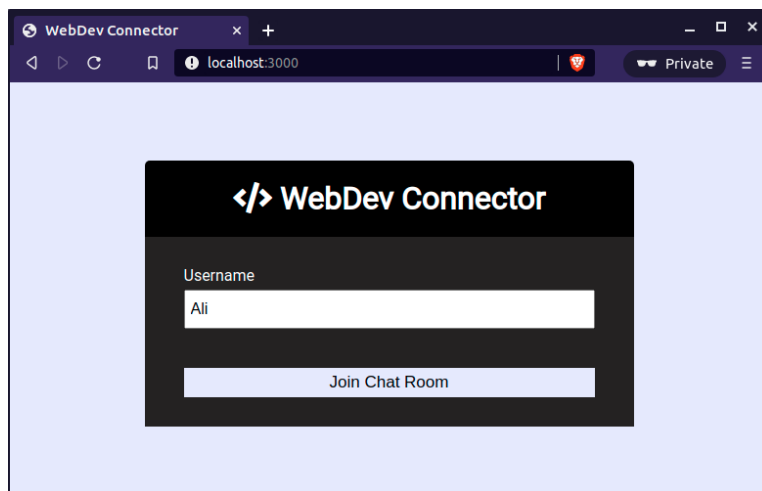 WebDev Connector
localhost:3000
Private
</> WebDev Connector
Username
Ali
Join Chat Room